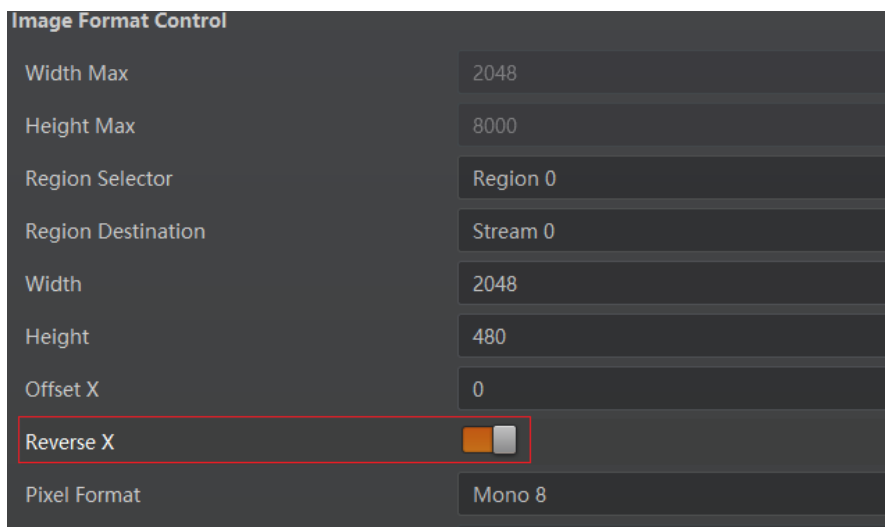 Image Format Control
Width Max 2048
Height Max 8000
Region Selector Region 0
Region Destination Stream 0
Width 2048
Height 480
Offset X 0
Reverse X
Pixel Format Mono 8